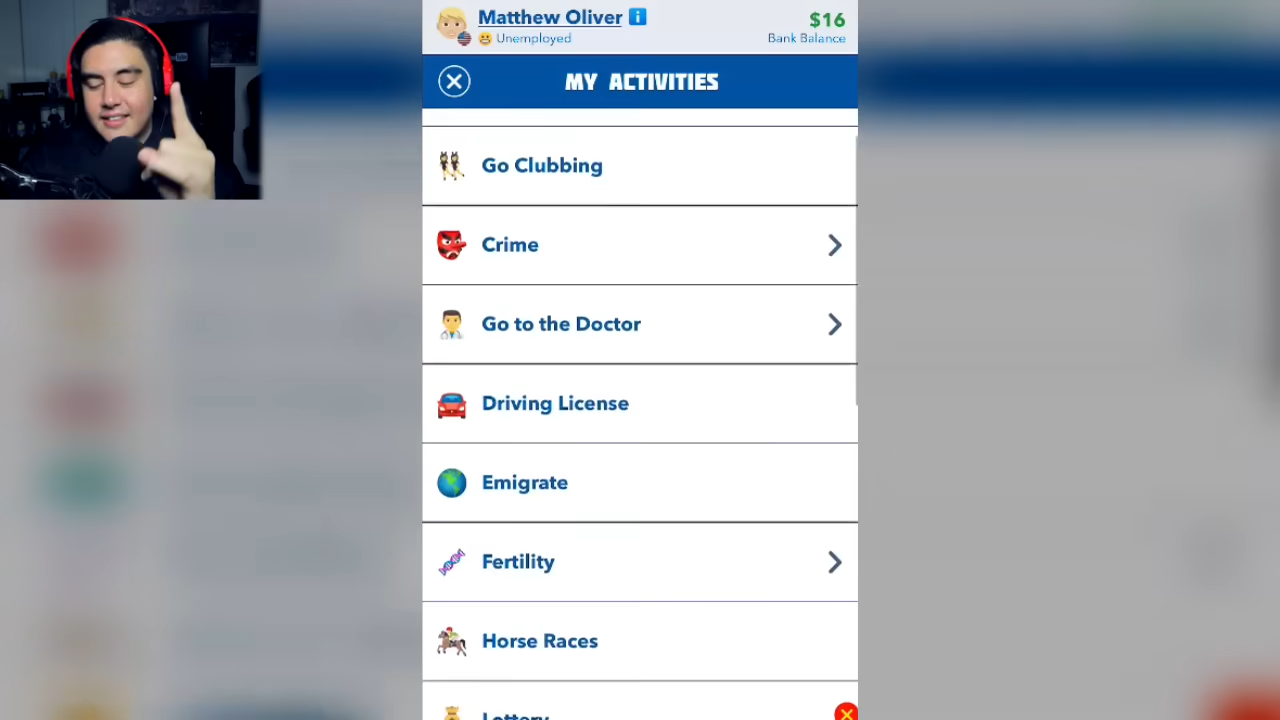 Matthew Oliver
$16
Unemployed
Bank Balance
MY ACTIVITIES
Go Clubbing
Crime
Go to the Doctor
Driving License
Emigrate
Fertility
Horse Races
Lottery